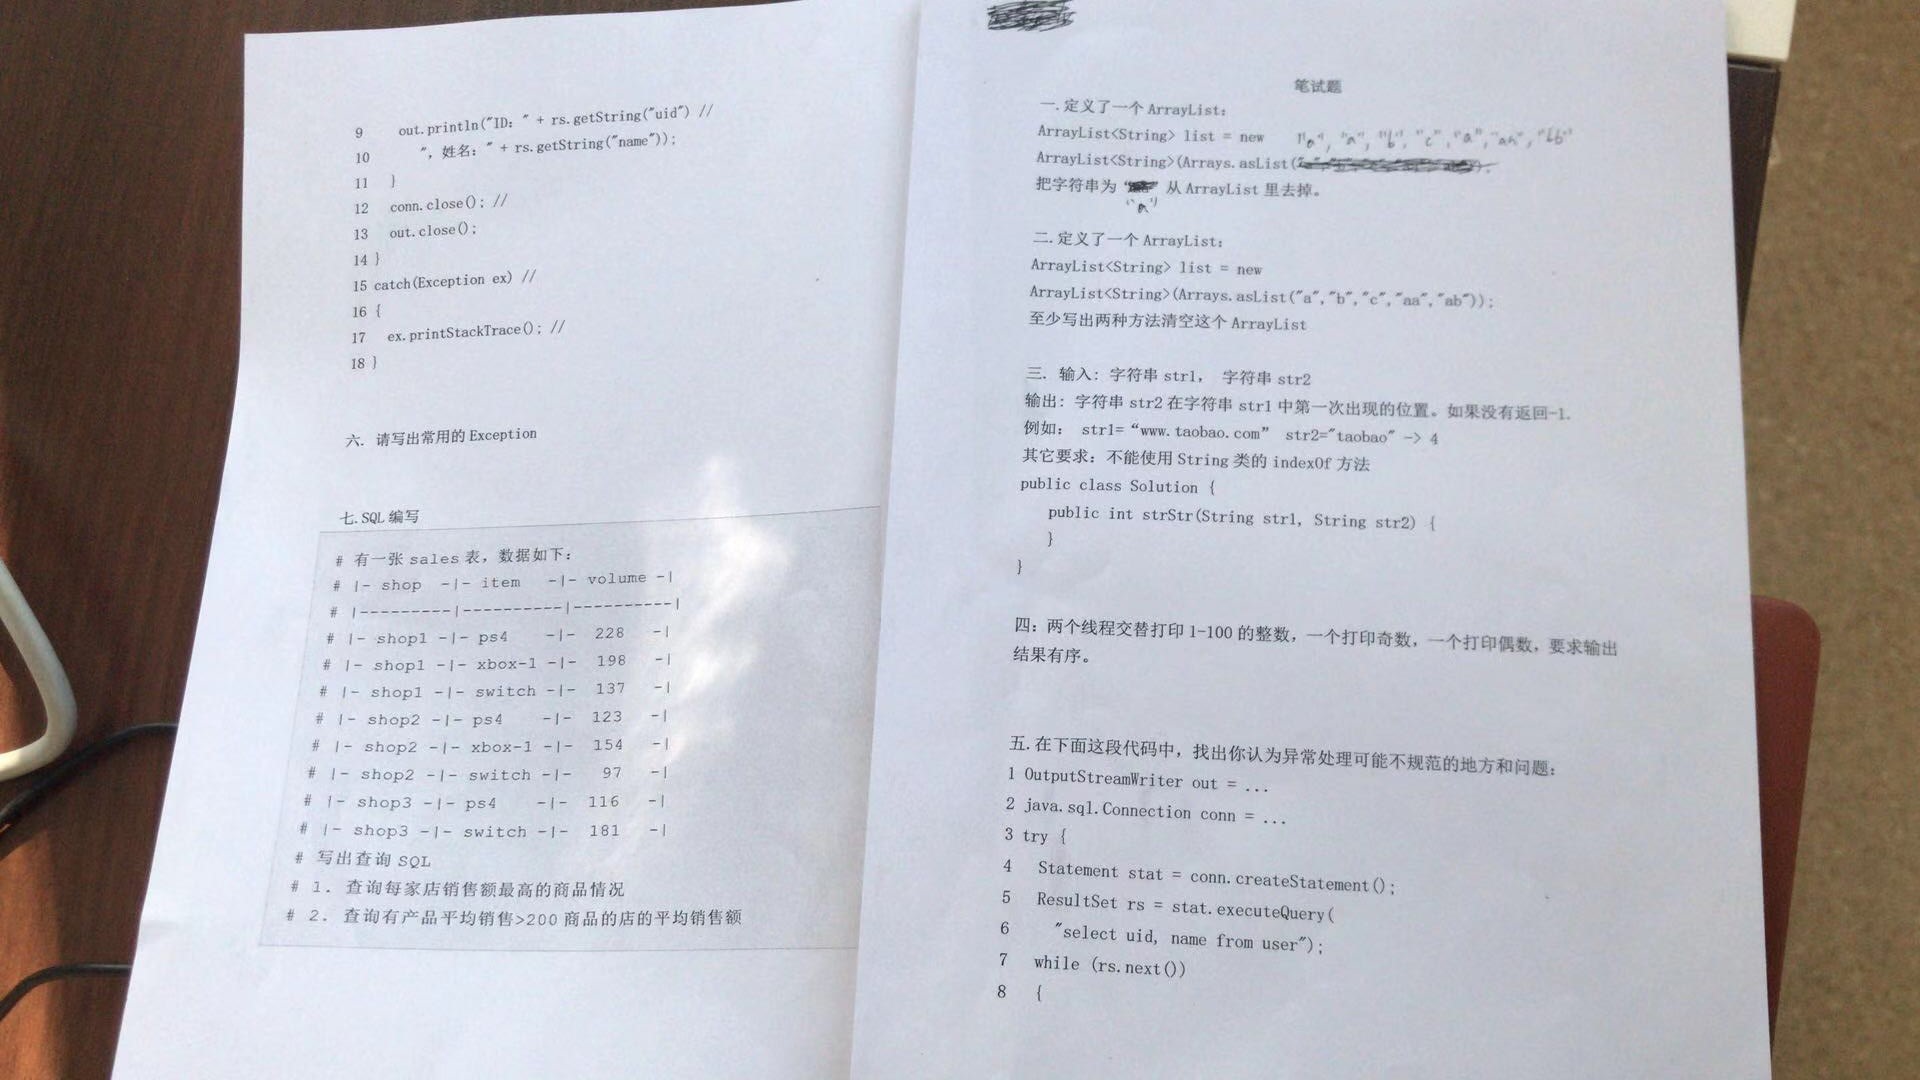 笔试题
一.定义了一个 ArrayList:
ArrayList<String> list = new "a", "a", "b", "c", "a", "aa", "bb"
ArrayList<String>(Arrays.asList(
把字符串为 从 ArrayList 里去掉。
"a"
二.定义了一个 ArrayList:
ArrayList<String> list = new
ArrayList<String>(Arrays.asList("a","b","c","aa","ab"));
至少写出两种方法清空这个 ArrayList
三. 输入: 字符串 str1, 字符串 str2
输出: 字符串 str2 在字符串 str1 中第一次出现的位置。如果没有返回-1.
例如: str1=“www.taobao.com” str2="taobao" -> 4
其它要求: 不能使用 String 类的 indexOf 方法
public class Solution {
public int strStr(String str1, String str2) {
}
}
四: 两个线程交替打印 1-100 的整数, 一个打印奇数, 一个打印偶数, 要求输出
结果有序。
五.在下面这段代码中, 找出你认为异常处理可能不规范的地方和问题:
1 OutputStreamWriter out = ...
2 java.sql.Connection conn = ...
3 try {
4 Statement stat = conn.createStatement();
5 ResultSet rs = stat.executeQuery(
6 "select uid, name from user");
7 while (rs.next())
8 {
9 out.println("ID: " + rs.getString("uid") //
10 ", 姓名: " + rs.getString("name"));
11 }
12 conn.close(); //
13 out.close();
14 }
15 catch(Exception ex) //
16 {
17 ex.printStackTrace(); //
18 }
六. 请写出常用的 Exception
七.SQL 编写
# 有一张 sales 表, 数据如下:
# |- shop -|- item -|- volume -|
# |---------|----------|----------|
# |- shop1 -|- ps4 -|- 228 -|
# |- shop1 -|- xbox-1 -|- 198 -|
# |- shop1 -|- switch -|- 137 -|
# |- shop2 -|- ps4 -|- 123 -|
# |- shop2 -|- xbox-1 -|- 154 -|
# |- shop2 -|- switch -|- 97 -|
# |- shop3 -|- ps4 -|- 116 -|
# |- shop3 -|- switch -|- 181 -|
# 写出查询 SQL
# 1. 查询每家店销售额最高的商品情况
# 2. 查询有产品平均销售>200 商品的店的平均销售额